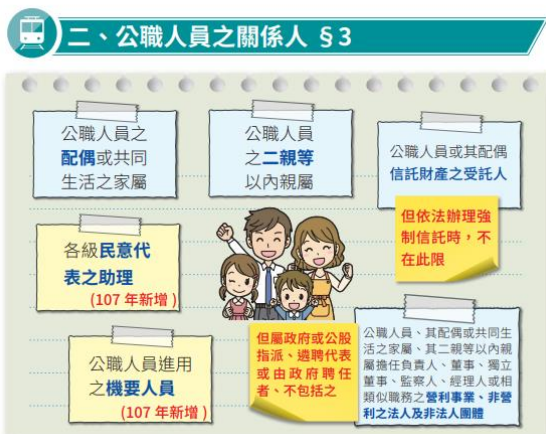 二、公職人員之關係人 §3
公職人員之
配偶或共同
生活之家屬
公職人員
之二親等
以內親屬
公職人員或其配偶
信託財產之受託人
但依法辦理強
制信託時，不
在此限
各級民意代
表之助理
(107 年新增)
公職人員進用
之機要人員
(107 年新增)
但屬政府或公股
指派、遴聘代表
或由政府聘任
者、不包括之
公職人員、其配偶或共同生
活之家屬、其二親等以內親
屬擔任負責人、董事、獨立
董事、監察人、經理人或相
類似職務之營利事業、非營
利之法人及非法人團體